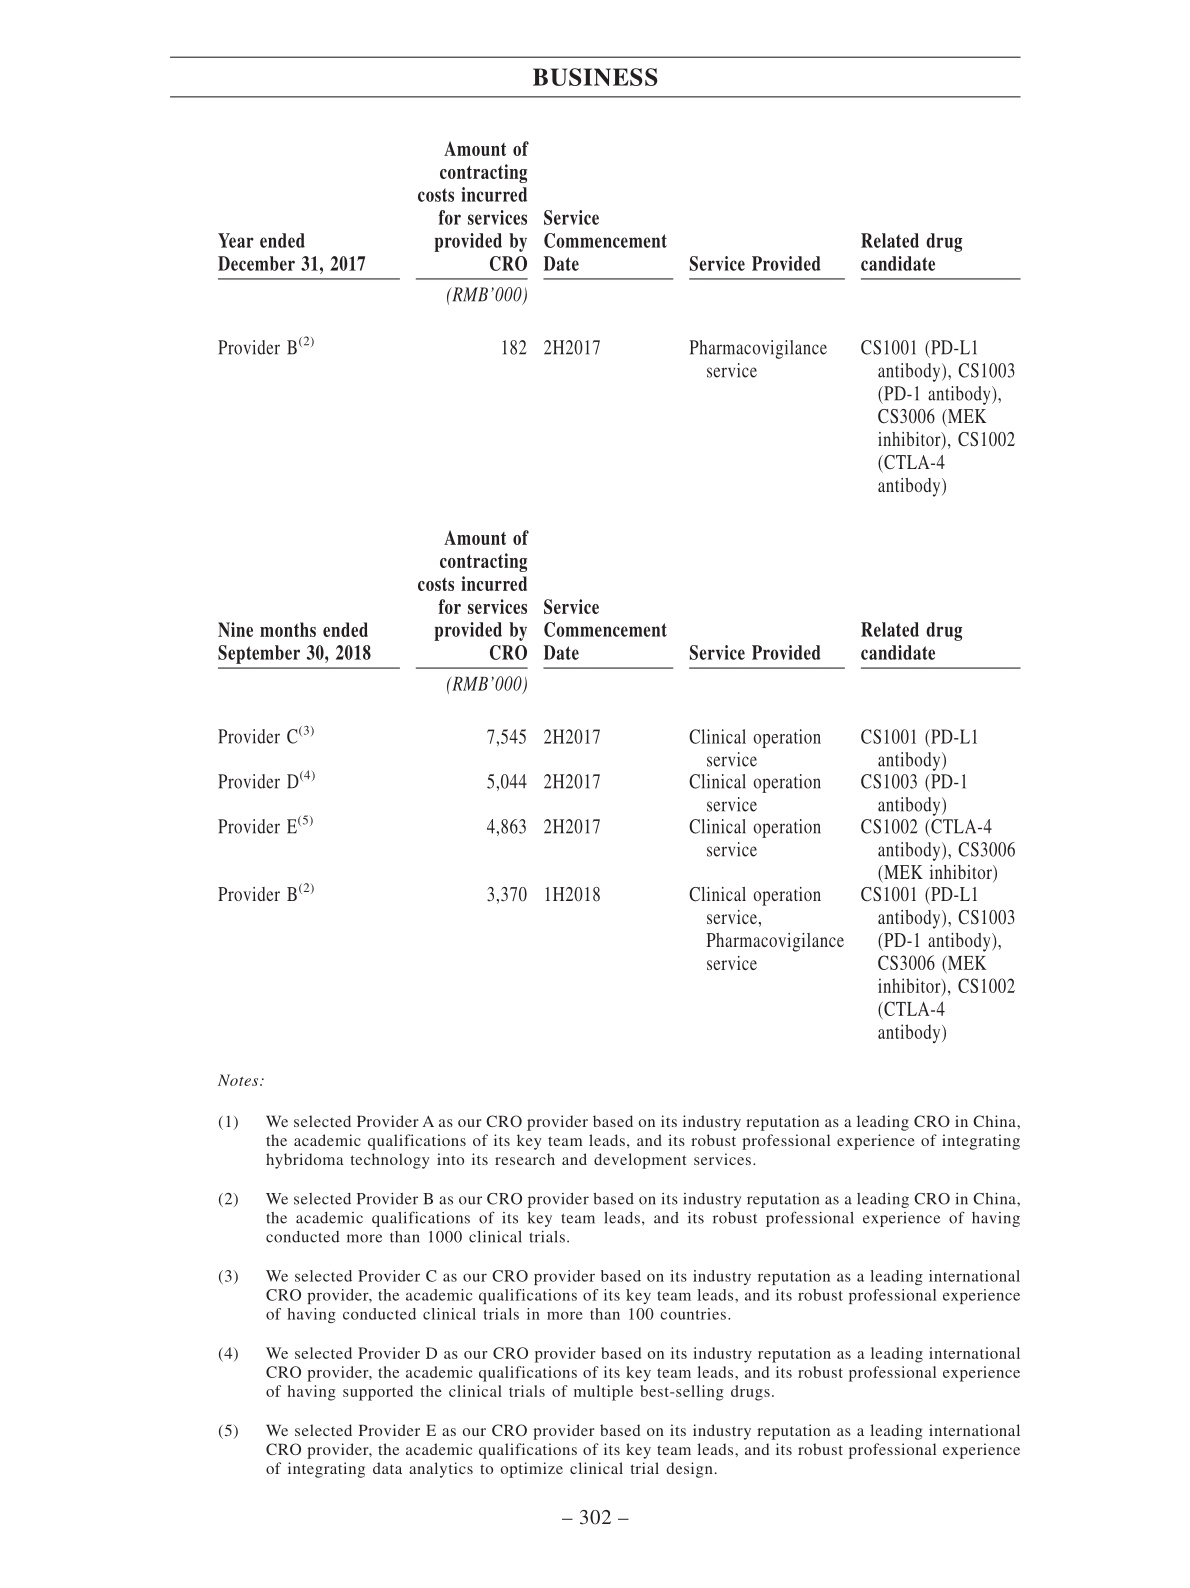 BUSINESS
Amount of
contracting
costs incurred
for services Service
Year ended provided by Commencement Related drug
December 31, 2017 CRO Date Service Provided candidate
(RMB’000)
Provider B(2) 182 2H2017 Pharmacovigilance CS1001 (PD-L1
service antibody), CS1003
(PD-1 antibody),
CS3006 (MEK
inhibitor), CS1002
(CTLA-4
antibody)
Amount of
contracting
costs incurred
for services Service
Nine months ended provided by Commencement Related drug
September 30, 2018 CRO Date Service Provided candidate
(RMB’000)
Provider C(3) 7,545 2H2017 Clinical operation CS1001 (PD-L1
service antibody)
Provider D(4) 5,044 2H2017 Clinical operation CS1003 (PD-1
service antibody)
Provider E(5) 4,863 2H2017 Clinical operation CS1002 (CTLA-4
service antibody), CS3006
(MEK inhibitor)
Provider B(2) 3,370 1H2018 Clinical operation CS1001 (PD-L1
service, antibody), CS1003
Pharmacovigilance (PD-1 antibody),
service CS3006 (MEK
inhibitor), CS1002
(CTLA-4
antibody)
Notes:
(1) We selected Provider A as our CRO provider based on its industry reputation as a leading CRO in China,
the academic qualifications of its key team leads, and its robust professional experience of integrating
hybridoma technology into its research and development services.
(2) We selected Provider B as our CRO provider based on its industry reputation as a leading CRO in China,
the academic qualifications of its key team leads, and its robust professional experience of having
conducted more than 1000 clinical trials.
(3) We selected Provider C as our CRO provider based on its industry reputation as a leading international
CRO provider, the academic qualifications of its key team leads, and its robust professional experience
of having conducted clinical trials in more than 100 countries.
(4) We selected Provider D as our CRO provider based on its industry reputation as a leading international
CRO provider, the academic qualifications of its key team leads, and its robust professional experience
of having supported the clinical trials of multiple best-selling drugs.
(5) We selected Provider E as our CRO provider based on its industry reputation as a leading international
CRO provider, the academic qualifications of its key team leads, and its robust professional experience
of integrating data analytics to optimize clinical trial design.
– 302 –